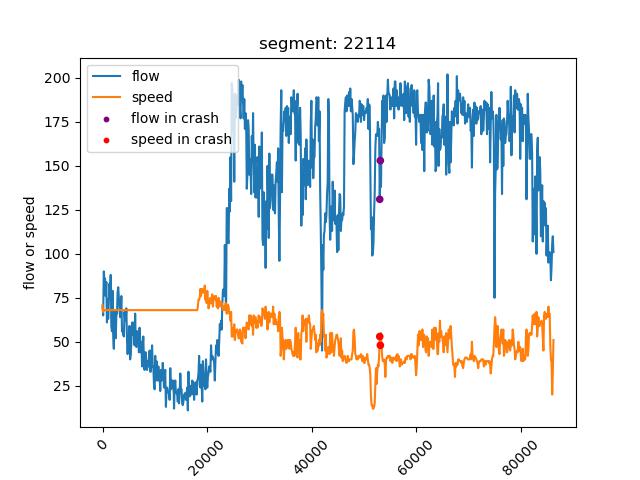 segment: 22114
flow
speed
flow in crash
speed in crash
flow or speed
200
175
150
125
100
75
50
25
0
20000
40000
60000
80000